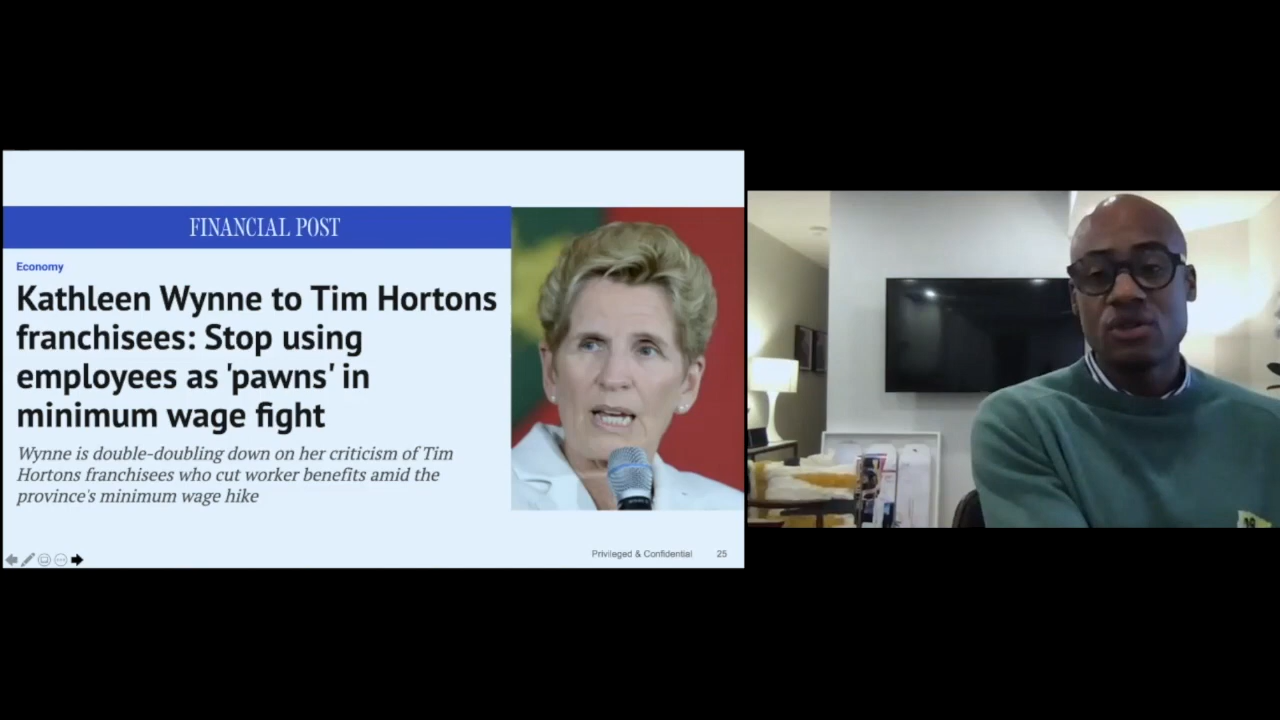 FINANCIAL POST
Economy
Kathleen Wynne to Tim Hortons
franchisees: Stop using
employees as 'pawns' in
minimum wage fight
Wynne is double-doubling down on her criticism of Tim
Hortons franchisees who cut worker benefits amid the
province's minimum wage hike
Privileged & Confidential
25